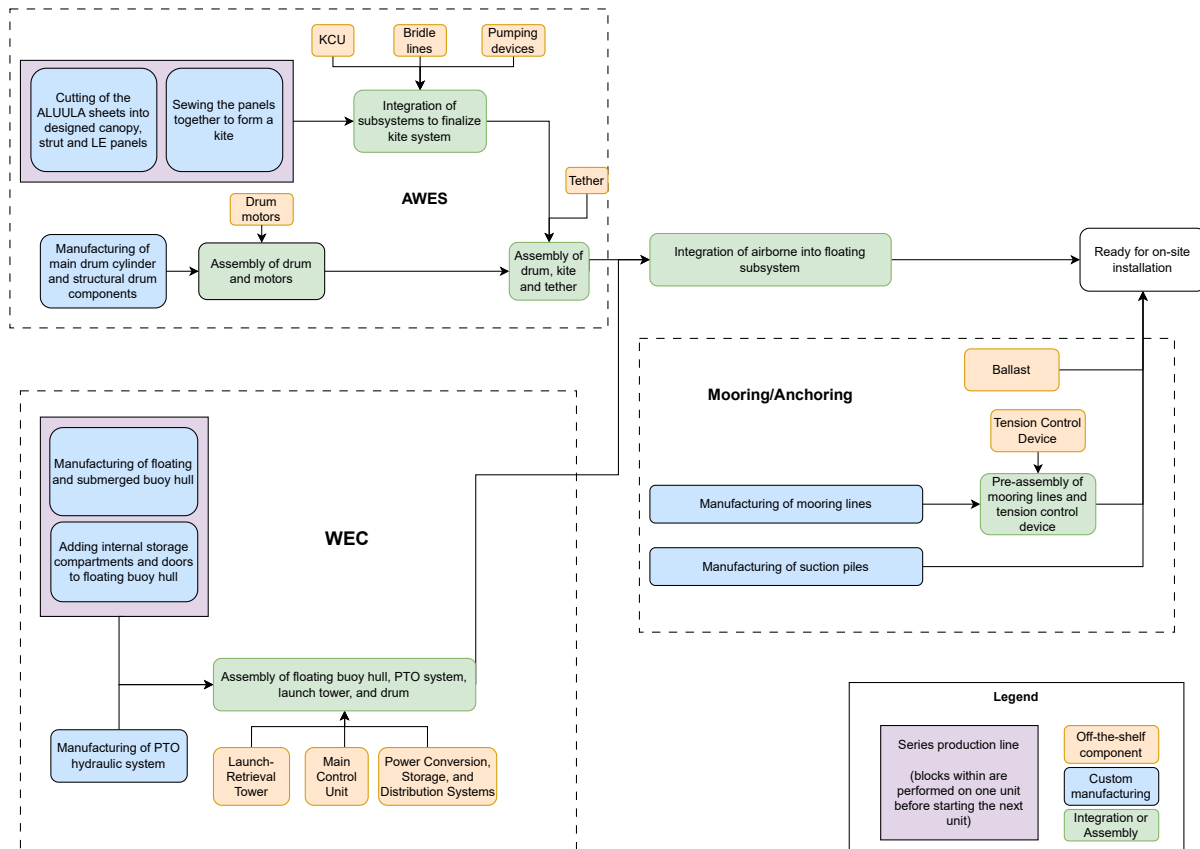 KCU
Bridle
lines
Pumping
devices
Cutting of the
ALUULA sheets into
designed canopy,
strut and LE panels
Sewing the panels
together to form a
kite
Integration of
subsystems to finalize
kite system
AWES
Tether
Drum
motors
Manufacturing of
main drum cylinder
and structural drum
components
Assembly of drum
and motors
Assembly of
drum, kite
and tether
Integration of airborne into floating
subsystem
Ready for on-site
installation
Mooring/Anchoring
Ballast
Tension Control
Device
Manufacturing of mooring lines
Pre-assembly of
mooring lines and
tension control
device
Manufacturing of suction piles
Manufacturing of floating
and submerged buoy hull
Adding internal storage
compartments and doors
to floating buoy hull
WEC
Assembly of floating buoy hull, PTO system,
launch tower, and drum
Manufacturing of PTO
hydraulic system
Launch-
Retrieval
Tower
Main
Control
Unit
Power Conversion,
Storage, and
Distribution Systems
Legend
Series production line
(blocks within are
performed on one unit
before starting the next
unit)
Off-the-shelf
component
Custom
manufacturing
Integration or
Assembly